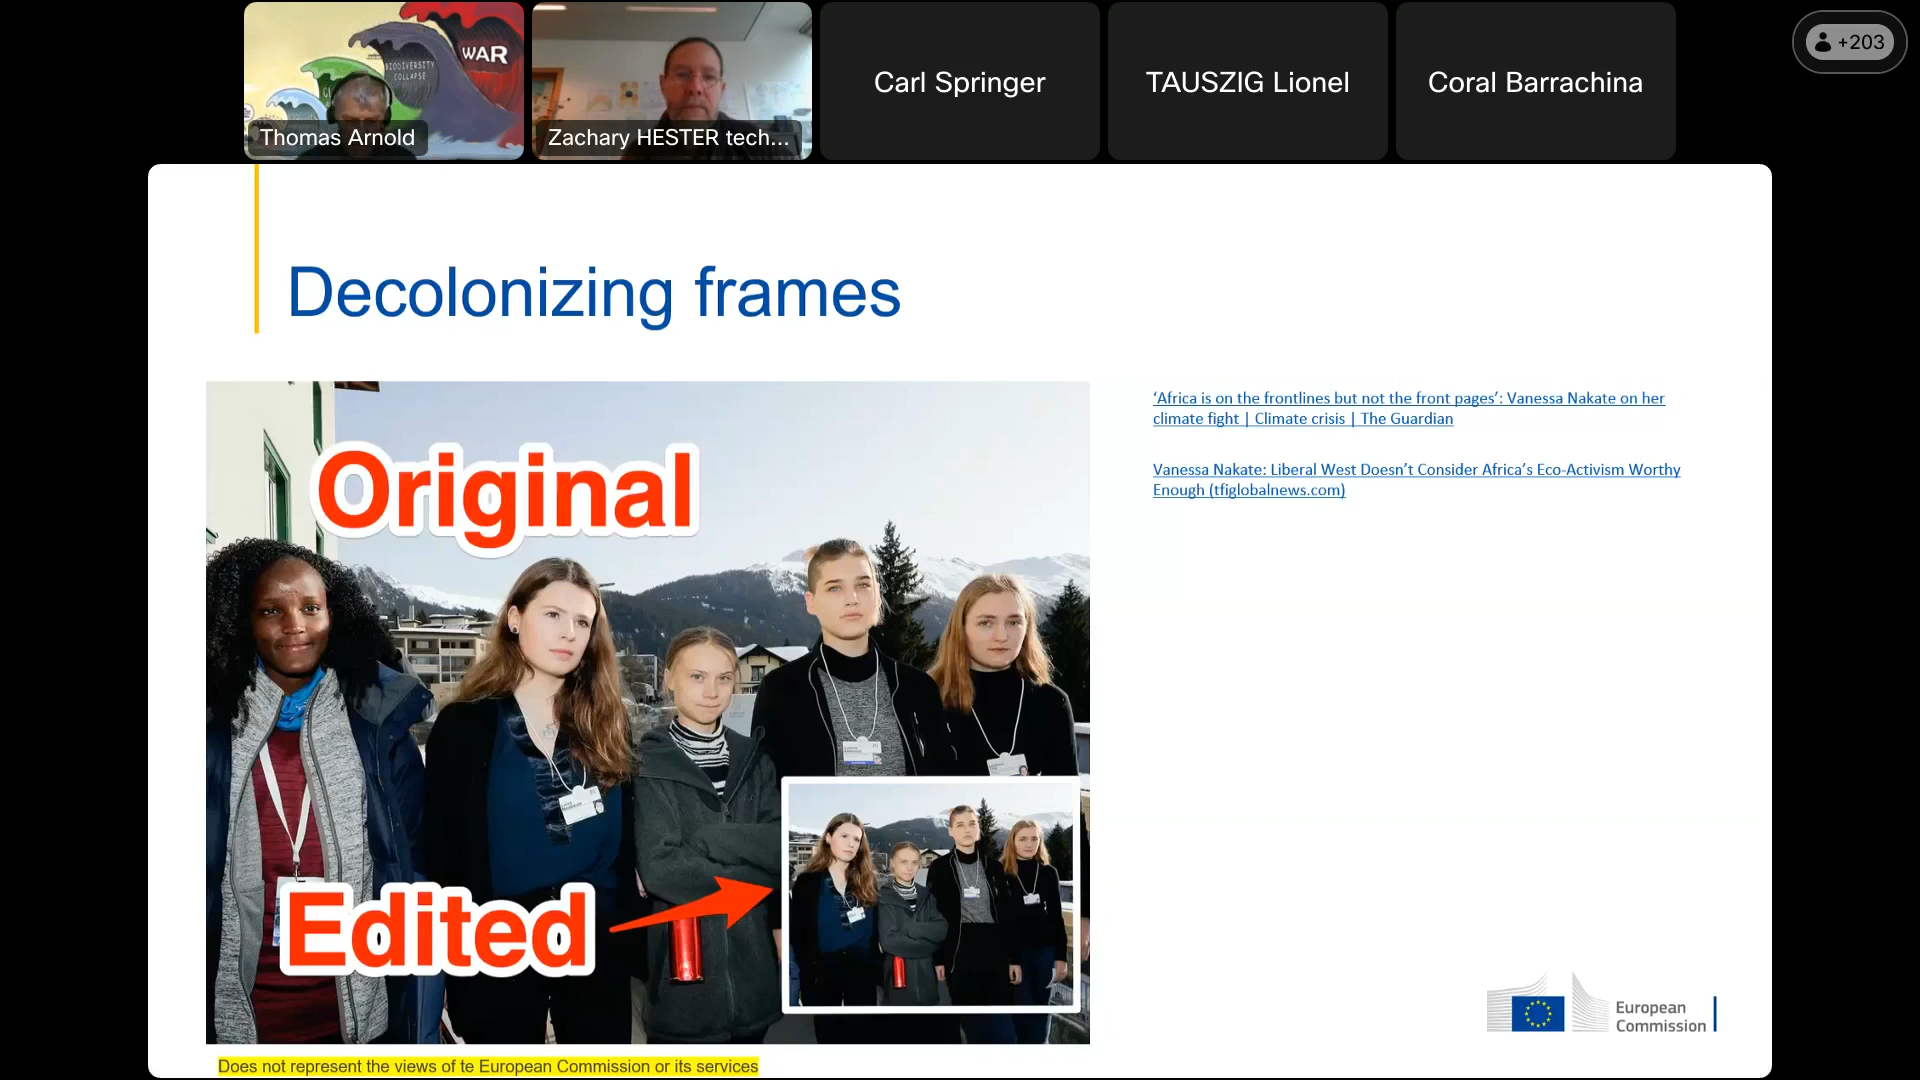 WAR
BIODIVERSITY
COLLAPSE
Thomas Arnold
Zachary HESTER tech...
Carl Springer
TAUSZIG Lionel
Coral Barrachina
+203
Decolonizing frames
Original
Edited
‘Africa is on the frontlines but not the front pages’: Vanessa Nakate on her
climate fight | Climate crisis | The Guardian
Vanessa Nakate: Liberal West Doesn’t Consider Africa’s Eco-Activism Worthy
Enough (tfiglobalnews.com)
European
Commission
Does not represent the views of te European Commission or its services